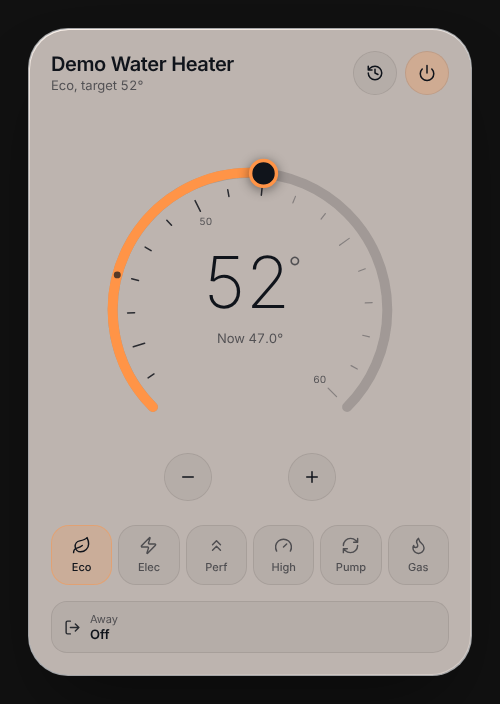 Demo Water Heater
Eco, target 52°
50
52°
Now 47.0°
60
Eco
Elec
Perf
High
Pump
Gas
Away
Off